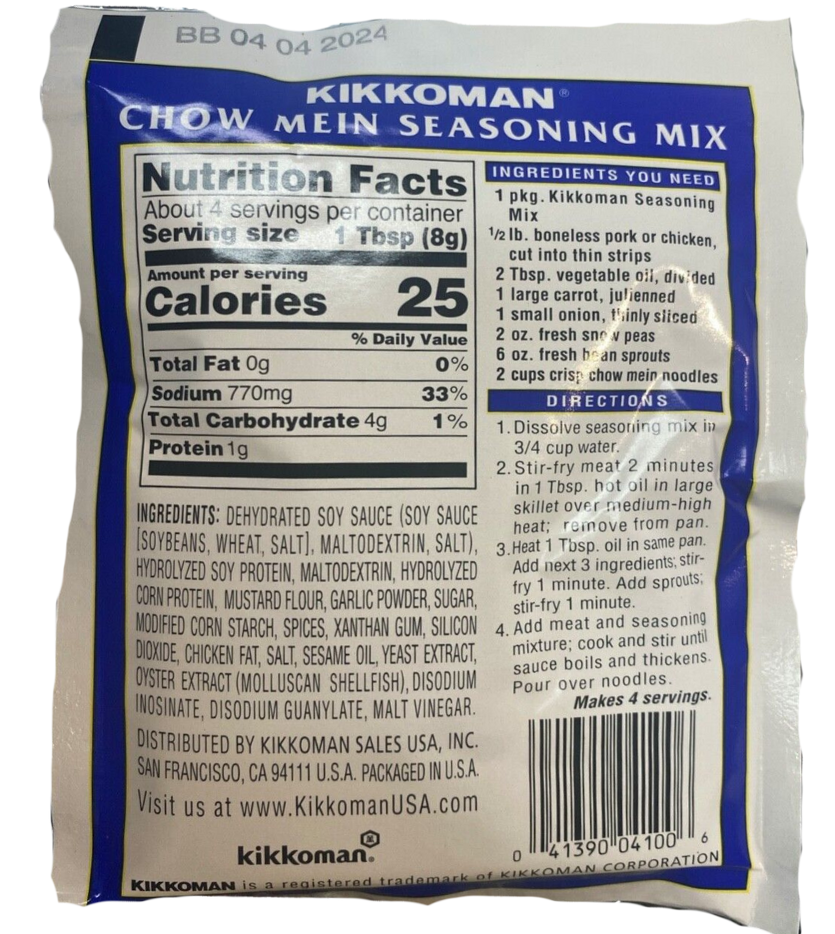 BB 04 04 2024
KIKKOMAN®
CHOW MEIN SEASONING MIX
Nutrition Facts
About 4 servings per container
Serving size 1 Tbsp (8g)
Amount per serving
Calories 25
% Daily Value
Total Fat 0g 0%
Sodium 770mg 33%
Total Carbohydrate 4g 1%
Protein 1g
INGREDIENTS: DEHYDRATED SOY SAUCE (SOY SAUCE
[SOYBEANS, WHEAT, SALT], MALTODEXTRIN, SALT),
HYDROLYZED SOY PROTEIN, MALTODEXTRIN, HYDROLYZED
CORN PROTEIN, MUSTARD FLOUR, GARLIC POWDER, SUGAR,
MODIFIED CORN STARCH, SPICES, XANTHAN GUM, SILICON
DIOXIDE, CHICKEN FAT, SALT, SESAME OIL, YEAST EXTRACT,
OYSTER EXTRACT (MOLLUSCAN SHELLFISH), DISODIUM
INOSINATE, DISODIUM GUANYLATE, MALT VINEGAR.
DISTRIBUTED BY KIKKOMAN SALES USA, INC.
SAN FRANCISCO, CA 94111 U.S.A. PACKAGED IN U.S.A.
Visit us at www.KikkomanUSA.com
kikkoman®
INGREDIENTS YOU NEED
1 pkg. Kikkoman Seasoning
Mix
1/2 lb. boneless pork or chicken,
cut into thin strips
2 Tbsp. vegetable oil, divided
1 large carrot, julienned
1 small onion, thinly sliced
2 oz. fresh snow peas
6 oz. fresh bean sprouts
2 cups crisp chow mein noodles
DIRECTIONS
1. Dissolve seasoning mix in
3/4 cup water.
2. Stir-fry meat 2 minutes
in 1 Tbsp. hot oil in large
skillet over medium-high
heat; remove from pan.
3. Heat 1 Tbsp. oil in same pan.
Add next 3 ingredients; stir-
fry 1 minute. Add sprouts;
stir-fry 1 minute.
4. Add meat and seasoning
mixture; cook and stir until
sauce boils and thickens.
Pour over noodles.
Makes 4 servings.
0 41390 04100 6
KIKKOMAN is a registered trademark of KIKKOMAN CORPORATION